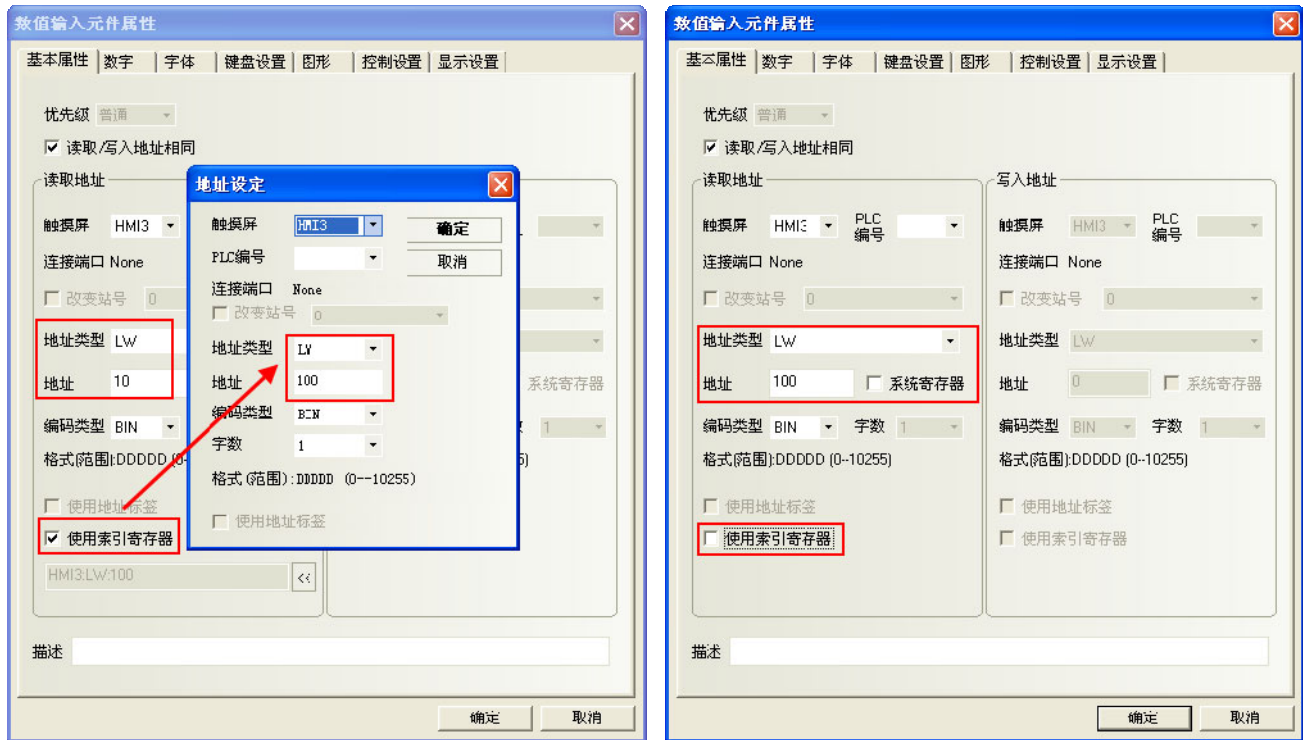 数值输入元件属性
基本属性 数字 字体 键盘设置 图形 控制设置 显示设置
优先级 普通
读取/写入地址相同
读取地址
触摸屏 HMI3
连接端口 None
改变站号 0
地址类型 LW
地址 10
系统寄存器
编码类型 BIN
1
格式(范围):DDDDD (0-
5)
使用地址标签
使用索引寄存器
HMI3:LW:100 <<
描述
确定 取消
地址设定
触摸屏 HMI3 确定
PLC编号 取消
连接端口 None
改变站号 0
地址类型 LW
地址 100
编码类型 BIN
字数 1
格式(范围):DDDDD (0--10255)
使用地址标签
数值输入元件属性
基本属性 数字 字体 键盘设置 图形 控制设置 显示设置
优先级 普通
读取/写入地址相同
读取地址
触摸屏 HMI3 PLC
编号
连接端口 None
改变站号 0
地址类型 LW
地址 100 系统寄存器
编码类型 BIN 字数 1
格式(范围):DDDDD (0--10255)
使用地址标签
使用索引寄存器
写入地址
触摸屏 HMI3 PLC
编号
连接端口 None
改变站号 0
地址类型 LW
地址 0 系统寄存器
编码类型 BIN 字数 1
格式(范围):DDDDD (0--10255)
使用地址标签
使用索引寄存器
描述
确定 取消